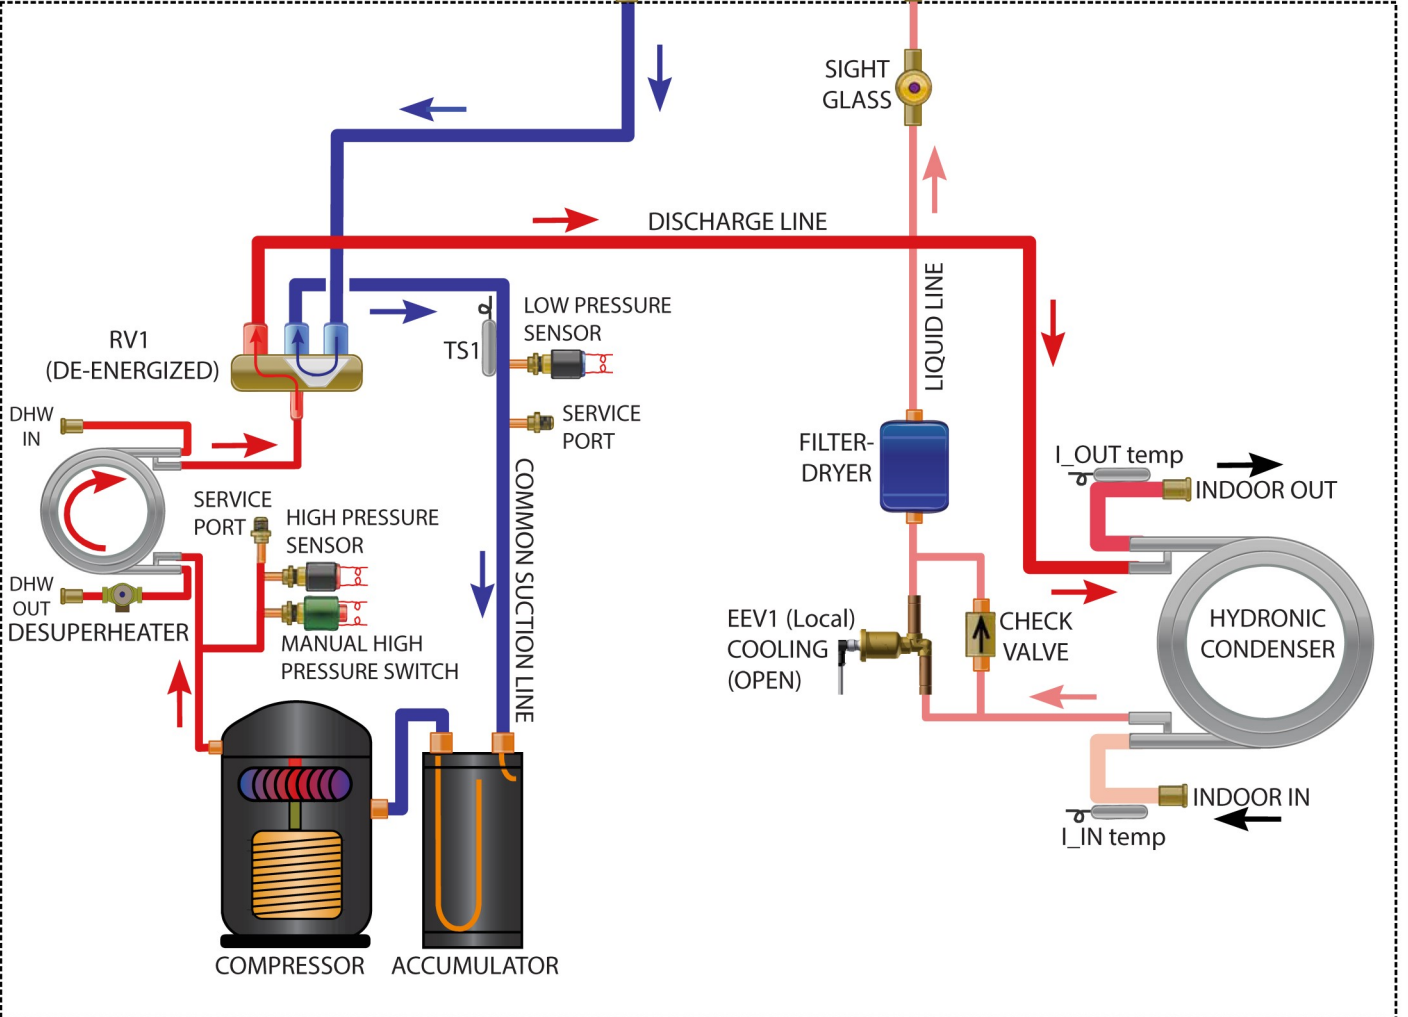 SIGHT
GLASS
DISCHARGE LINE
LIQUID LINE
LOW PRESSURE
SENSOR
TS1
RV1
(DE-ENERGIZED)
SERVICE
PORT
DHW
IN
FILTER-
DRYER
I_OUT temp
INDOOR OUT
COMMON SUCTION LINE
SERVICE
PORT
HIGH PRESSURE
SENSOR
DHW
OUT
DESUPERHEATER
MANUAL HIGH
PRESSURE SWITCH
EEV1 (Local)
COOLING
(OPEN)
CHECK
VALVE
HYDRONIC
CONDENSER
INDOOR IN
I_IN temp
COMPRESSOR
ACCUMULATOR